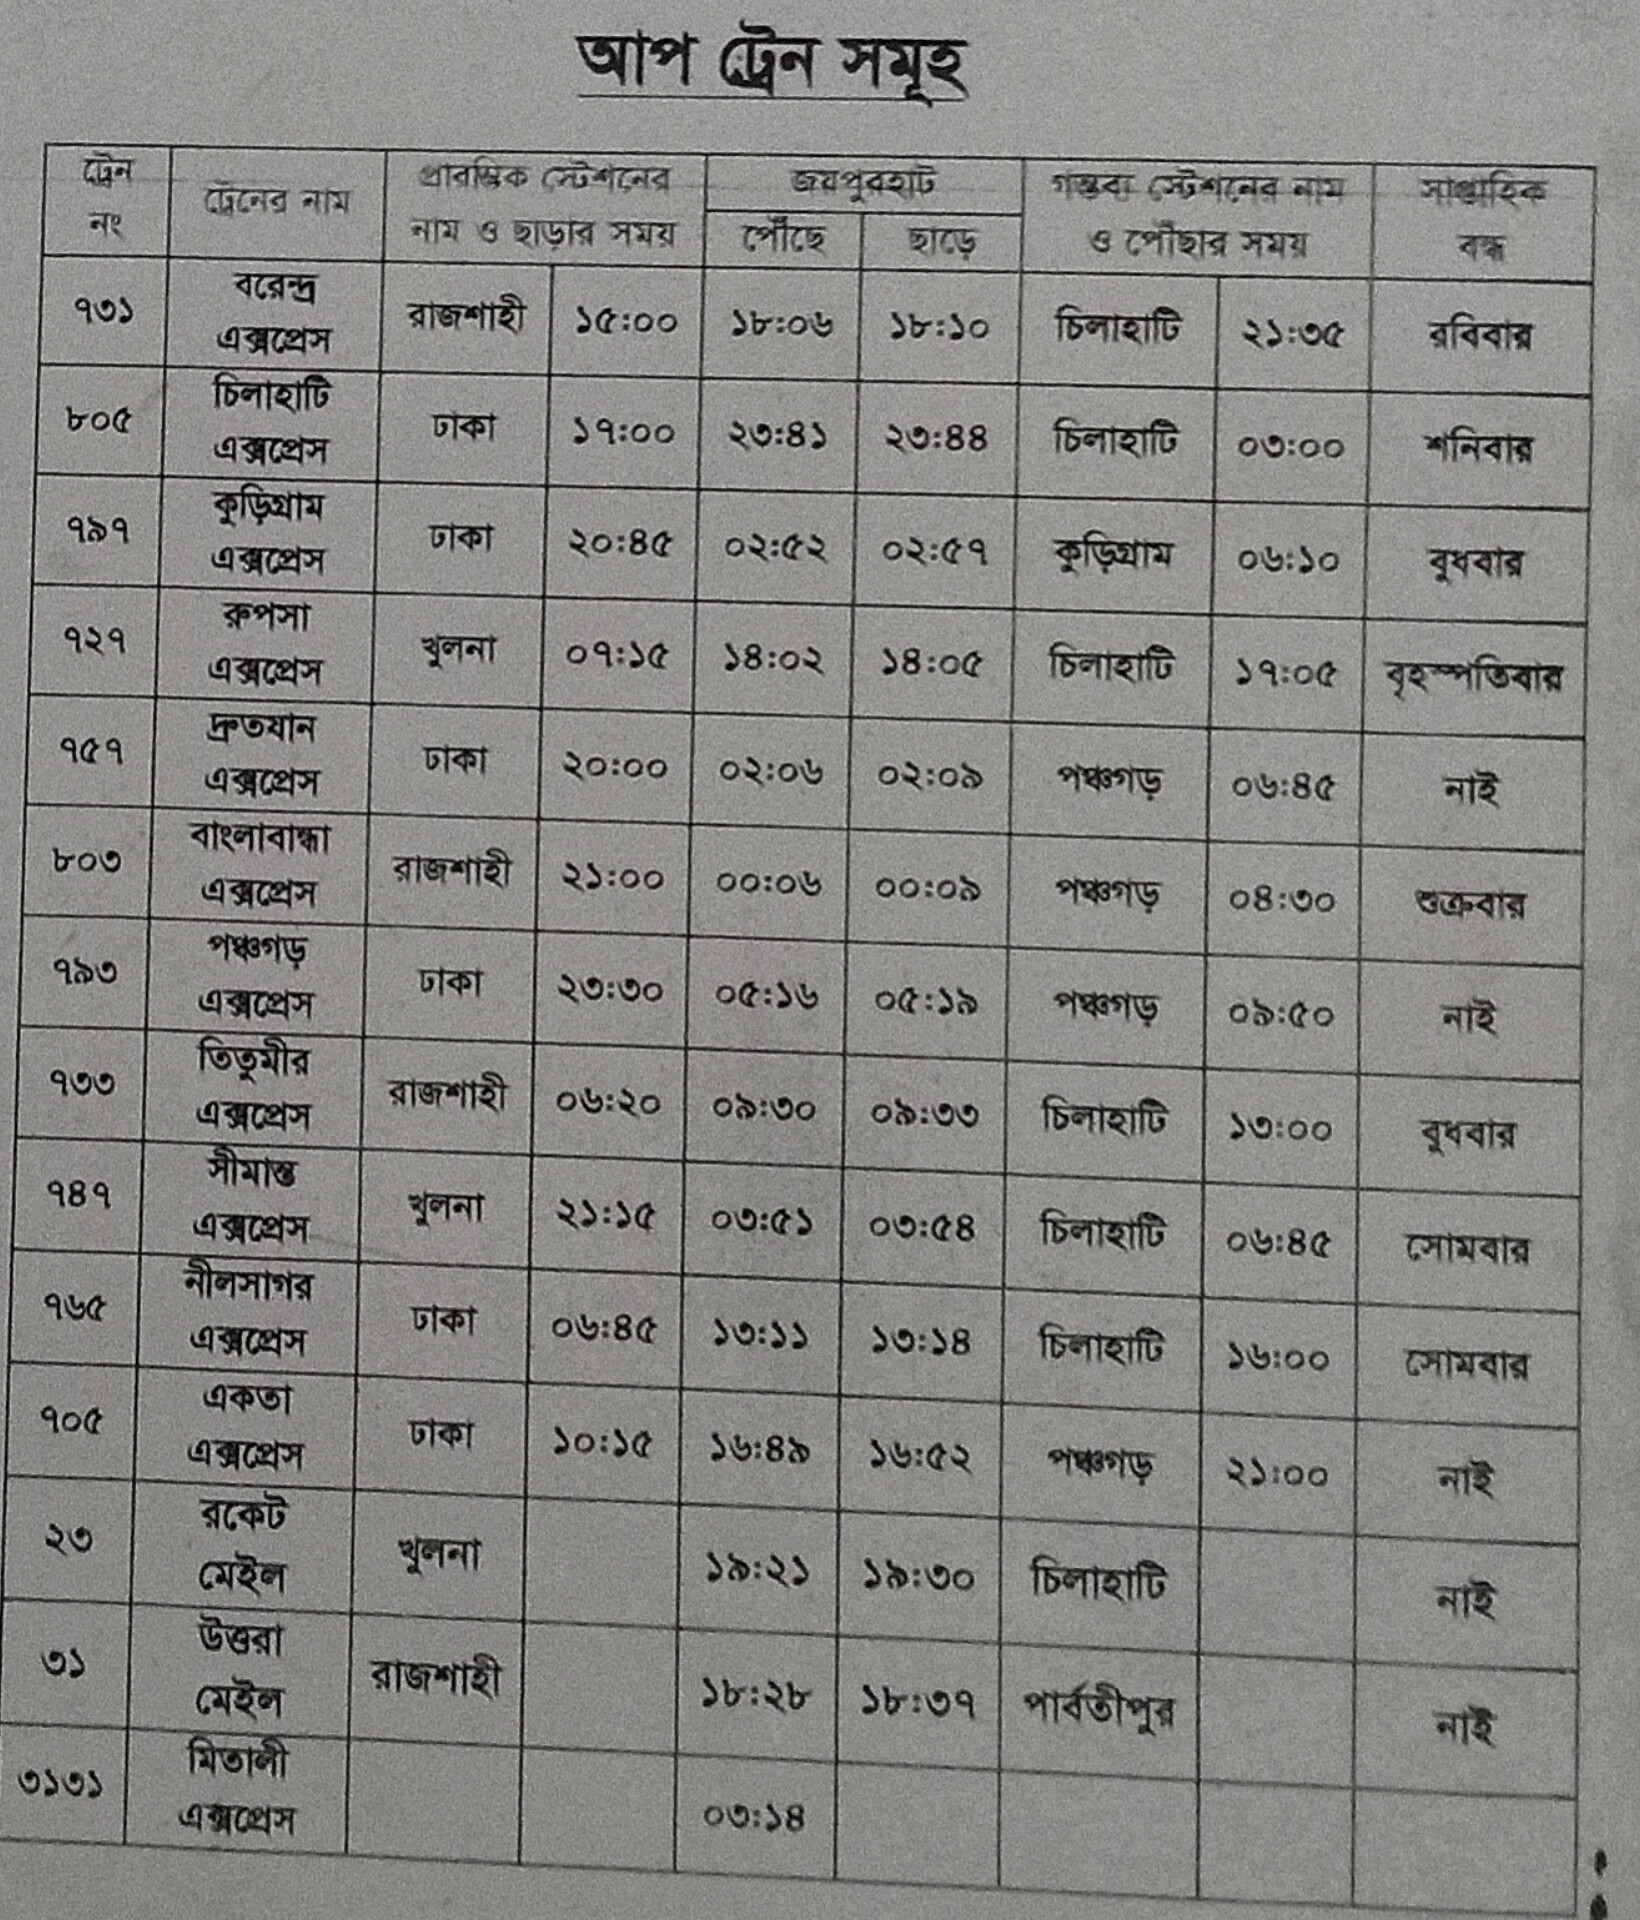 আপ ট্রেন সমূহ
ট্রেন নং ট্রেনের নাম প্রারম্ভিক স্টেশনের নাম ও ছাড়ার সময় জয়পুরহাট পৌঁছে ছাড়ে গন্তব্য স্টেশনের নাম ও পৌঁছার সময় সাপ্তাহিক বন্ধ
৭৩১ বরেন্দ্র এক্সপ্রেস রাজশাহী ১৫:০০ ১৮:০৬ ১৮:১০ চিলাহাটি ২১:৩৫ রবিবার
৮০৫ চিলাহাটি এক্সপ্রেস ঢাকা ১৭:০০ ২৩:৪১ ২৩:৪৪ চিলাহাটি ০৩:০০ শনিবার
৭৯৭ কুড়িগ্রাম এক্সপ্রেস ঢাকা ২০:৪৫ ০২:৫২ ০২:৫৭ কুড়িগ্রাম ০৬:১০ বুধবার
৭২৭ রুপসা এক্সপ্রেস খুলনা ০৭:১৫ ১৪:০২ ১৪:০৫ চিলাহাটি ১৭:০৫ বৃহস্পতিবার
৭৫৭ দ্রুতযান এক্সপ্রেস ঢাকা ২০:০০ ০২:০৬ ০২:০৯ পঞ্চগড় ০৬:৪৫ নাই
৮০৩ বাংলাবান্ধা এক্সপ্রেস রাজশাহী ২১:০০ ০০:০৬ ০০:০৯ পঞ্চগড় ০৪:৩০ শুক্রবার
৭৯৩ পঞ্চগড় এক্সপ্রেস ঢাকা ২৩:৩০ ০৫:১৬ ০৫:১৯ পঞ্চগড় ০৯:৫০ নাই
৭৩৩ তিতুমীর এক্সপ্রেস রাজশাহী ০৬:২০ ০৯:৩০ ০৯:৩৩ চিলাহাটি ১৩:০০ বুধবার
৭৪৭ সীমান্ত এক্সপ্রেস খুলনা ২১:১৫ ০৩:৫১ ০৩:৫৪ চিলাহাটি ০৬:৪৫ সোমবার
৭৬৫ নীলসাগর এক্সপ্রেস ঢাকা ০৬:৪৫ ১৩:১১ ১৩:১৪ চিলাহাটি ১৬:০০ সোমবার
৭০৫ একতা এক্সপ্রেস ঢাকা ১০:১৫ ১৬:৪৯ ১৬:৫২ পঞ্চগড় ২১:০০ নাই
২৩ রকেট মেইল খুলনা ১৯:২১ ১৯:৩০ চিলাহাটি নাই
৩১ উত্তরা মেইল রাজশাহী ১৮:২৮ ১৮:৩৭ পার্বতীপুর নাই
৩১৩১ মিতালী এক্সপ্রেস ০৩:১৪